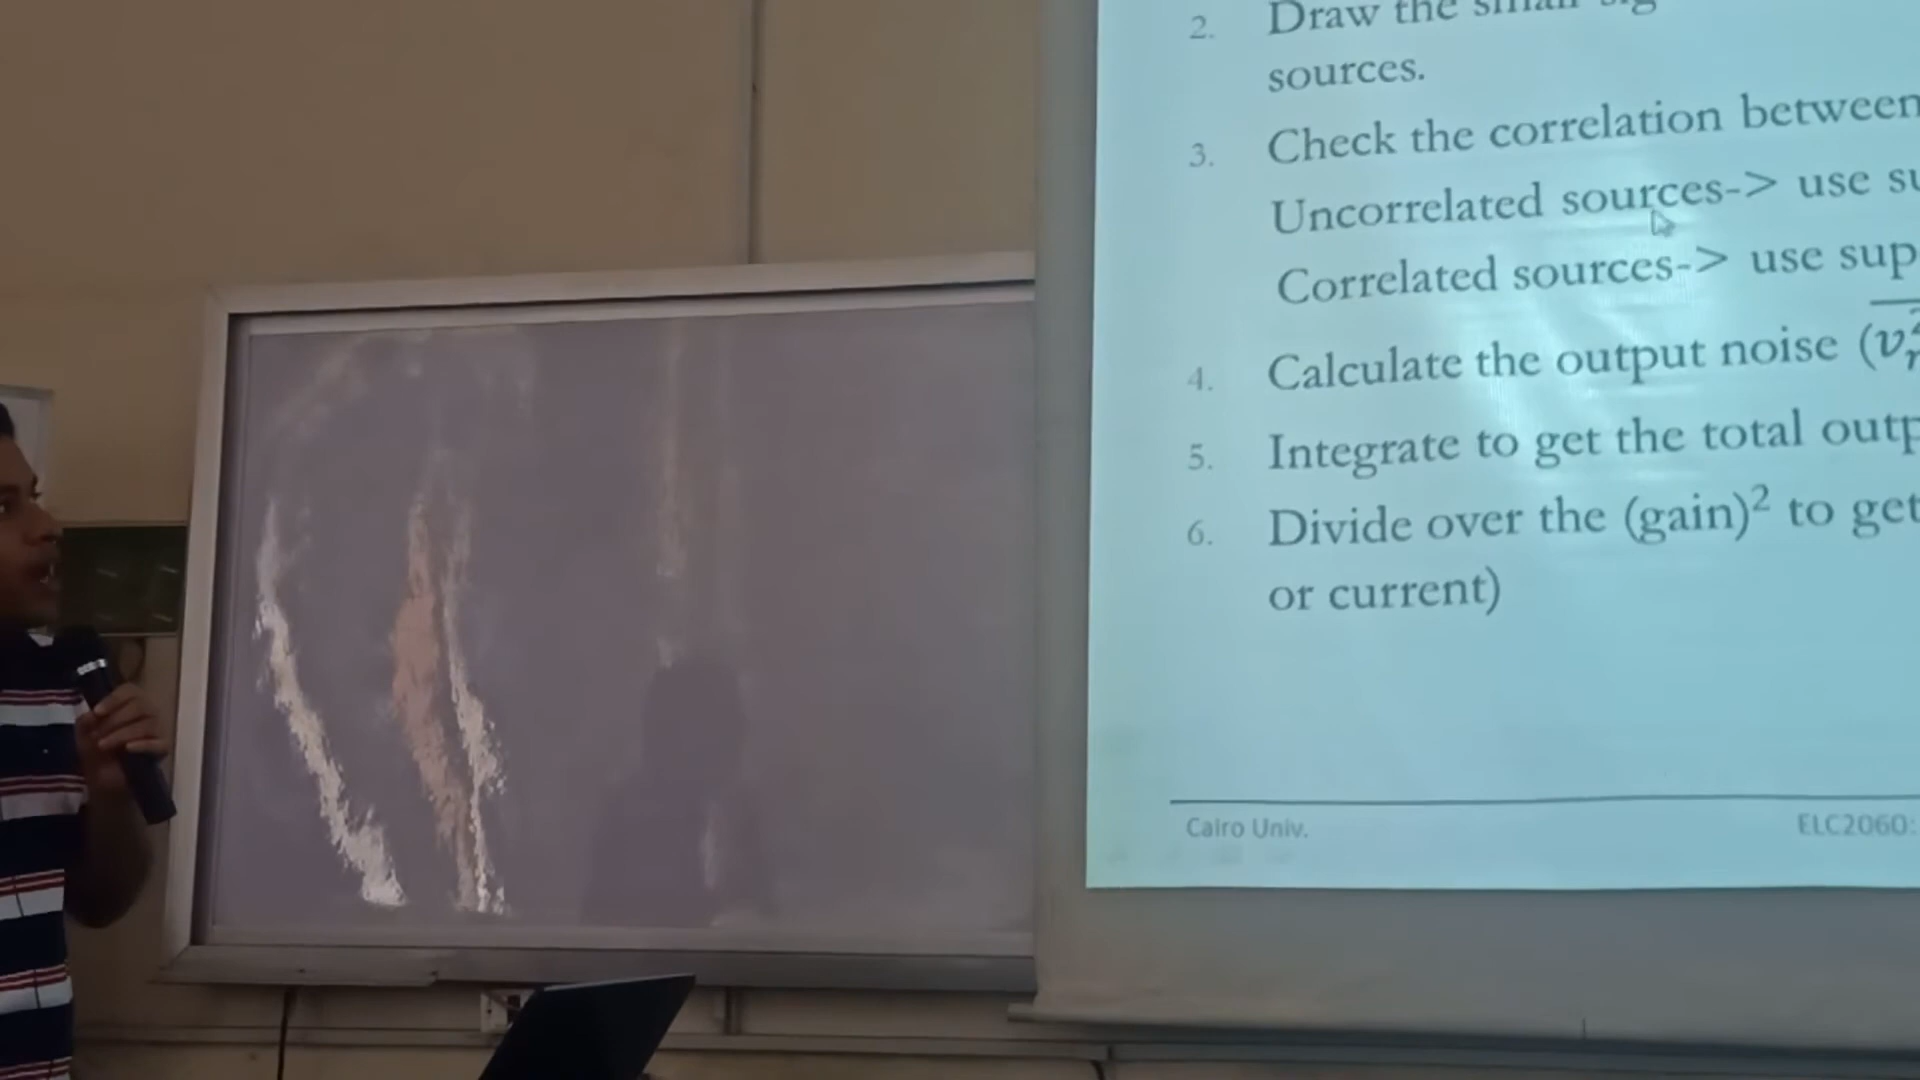 2. Draw the small
sources.
3. Check the correlation between
Uncorrelated sources-> use
Correlated sources-> use
4. Calculate the output noise
5. Integrate to get the total
6. Divide over the (gain)² to get
or current)
Cairo Univ.
ELC2060: